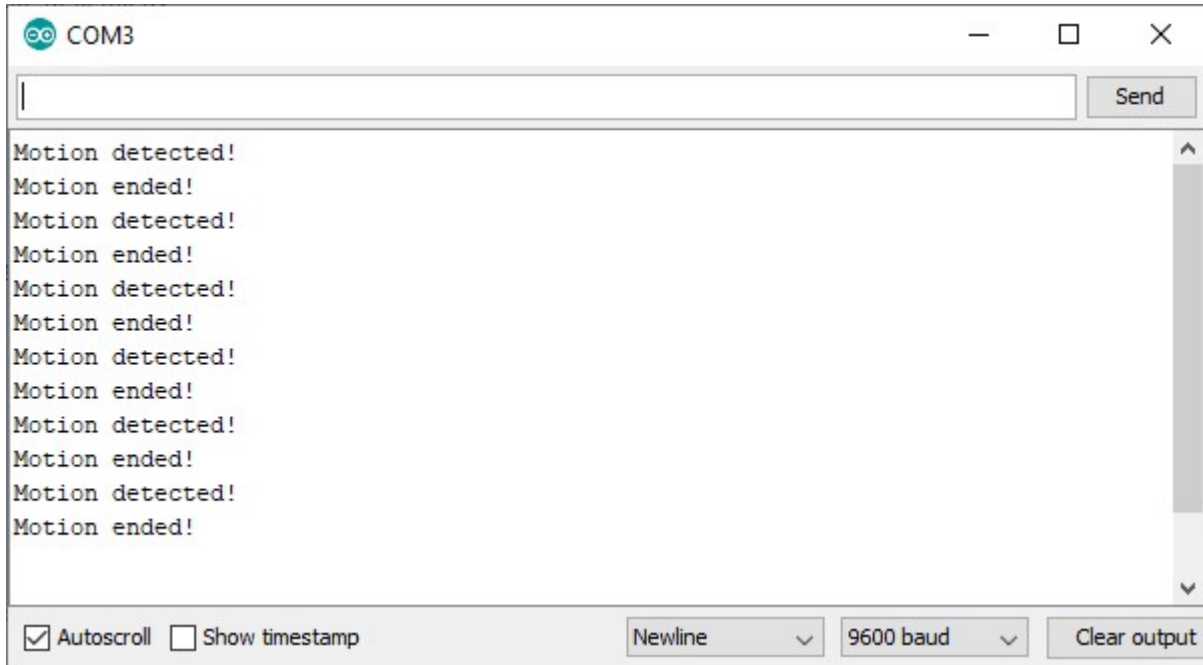 COM3
Send
Motion detected!
Motion ended!
Motion detected!
Motion ended!
Motion detected!
Motion ended!
Motion detected!
Motion ended!
Motion detected!
Motion ended!
Motion detected!
Motion ended!
Autoscroll Show timestamp Newline 9600 baud Clear output